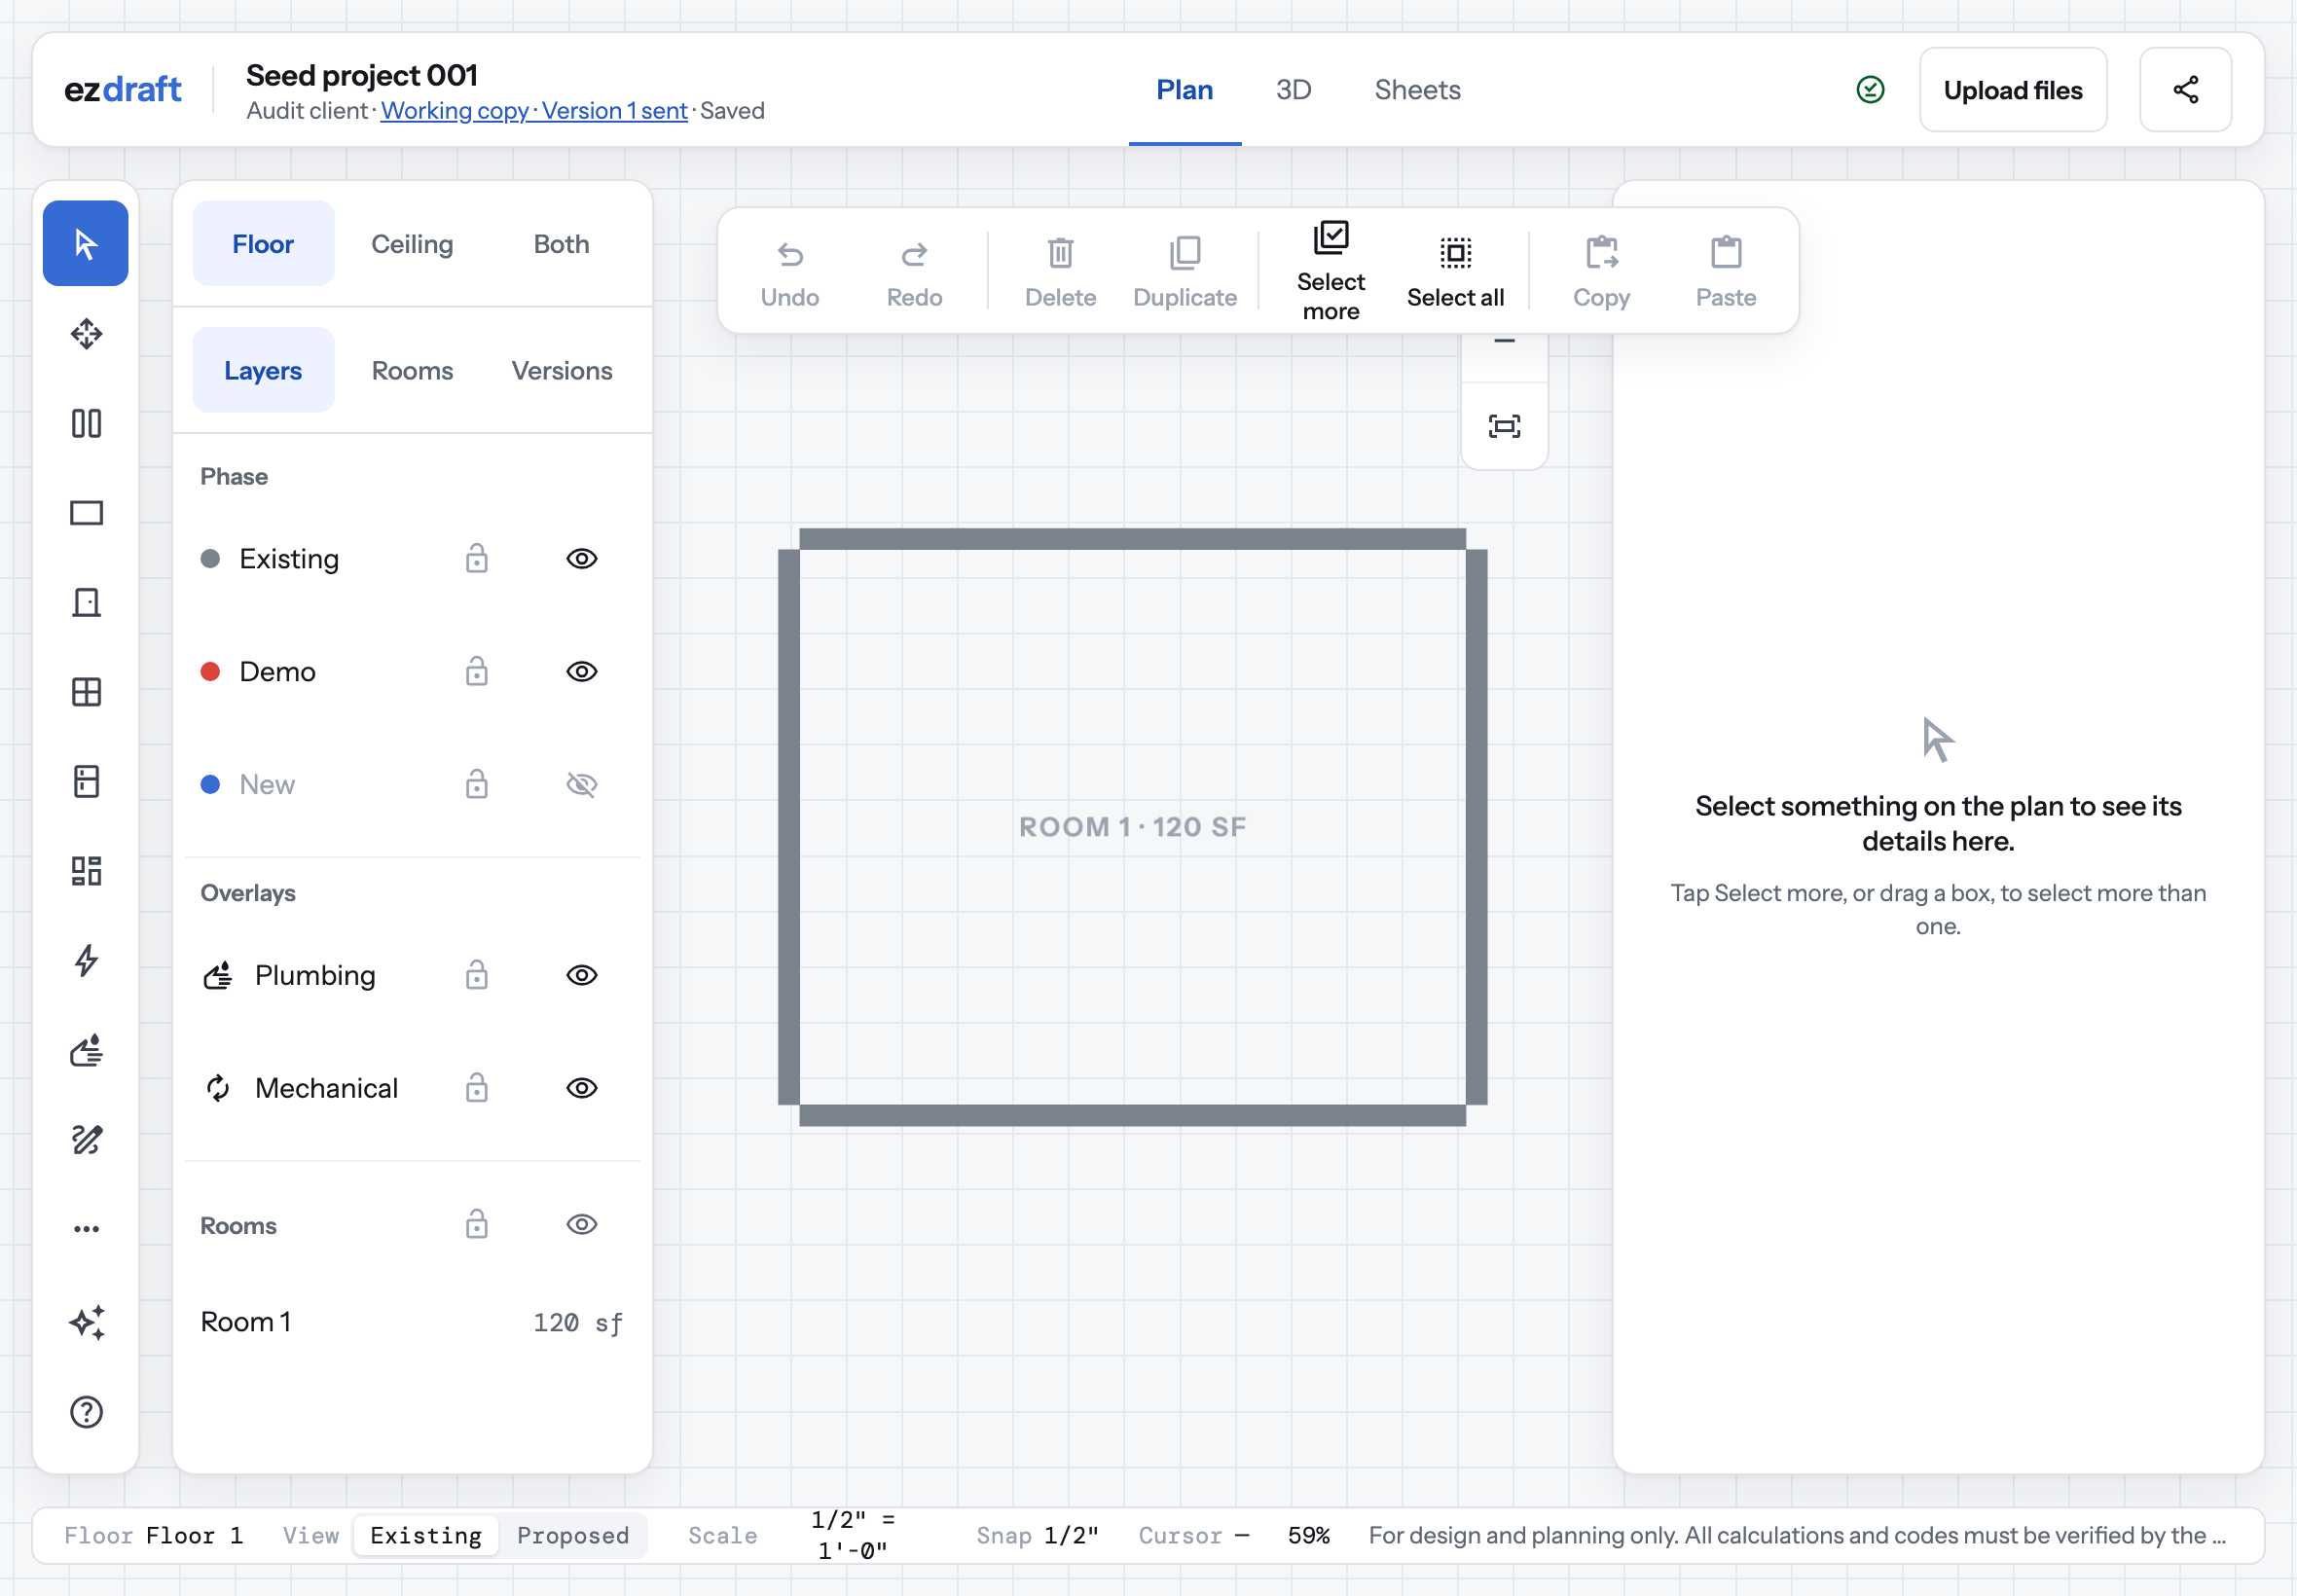 ezdraft
Seed project 001
Audit client · Working copy · Version 1 sent · Saved
Plan
3D
Sheets
Upload files
Floor
Ceiling
Both
Undo
Redo
Delete
Duplicate
Select
more
Select all
Copy
Paste
Layers
Rooms
Versions
Phase
Existing
Demo
New
Overlays
Plumbing
Mechanical
Rooms
Room 1
120 sf
ROOM 1 · 120 SF
Select something on the plan to see its
details here.
Tap Select more, or drag a box, to select more than
one.
Floor Floor 1
View Existing Proposed
Scale
1/2" =
1'-0"
Snap 1/2"
Cursor —
59%
For design and planning only. All calculations and codes must be verified by the ...